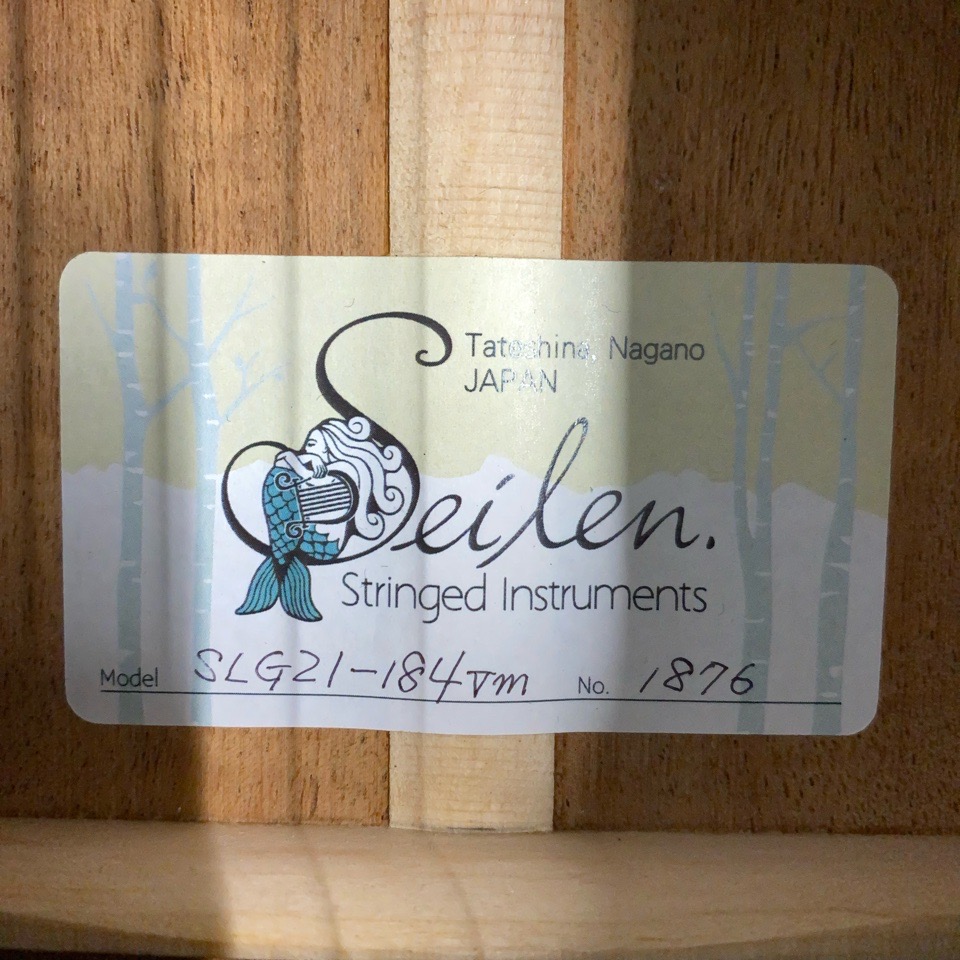 Tateshina, Nagano
JAPAN
Seilen.
Stringed Instruments
Model SLG21-184Vm No. 1876